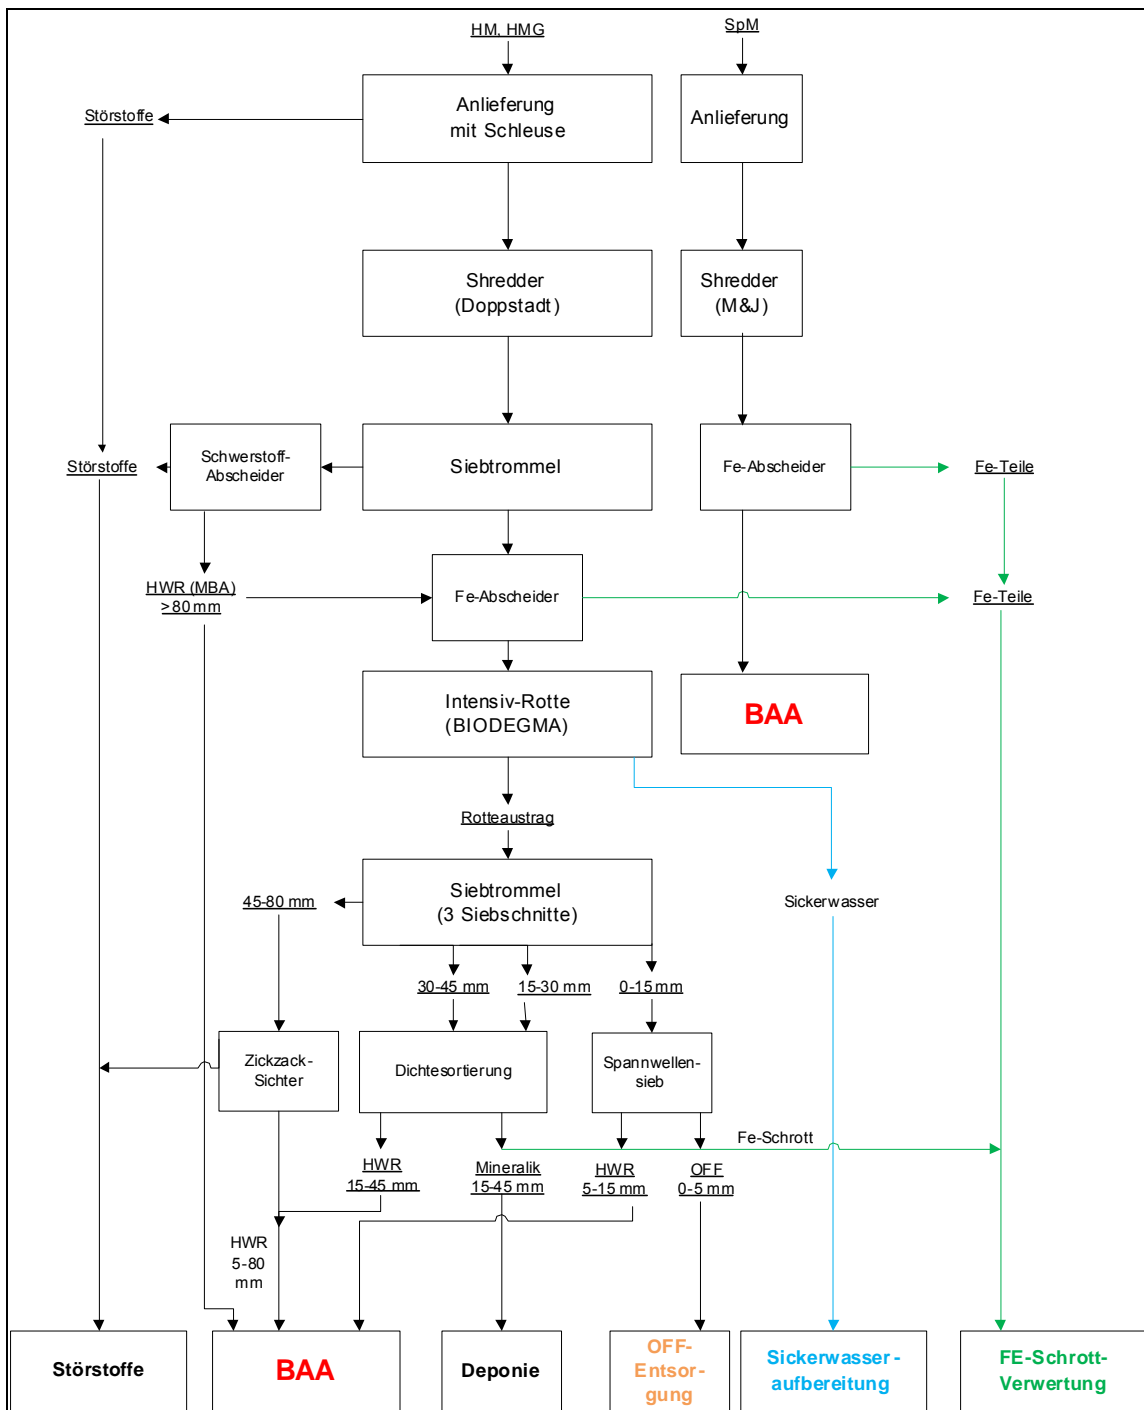 HM, HMG
SpM
Störstoffe
Anlieferung
mit Schleuse
Anlieferung
Shredder
(Doppstadt)
Shredder
(M&J)
Störstoffe
Schwerstoff-
Abscheider
Siebtrommel
Fe-Abscheider
Fe-Teile
HWR (MBA)
>80 mm
Fe-Abscheider
Fe-Teile
Intensiv-Rotte
(BIODEGMA)
BAA
Rotteaustrag
45-80 mm
Siebtrommel
(3 Siebschnitte)
Sickerwasser
30-45 mm
15-30 mm
0-15 mm
Zickzack-
Sichter
Dichtesortierung
Spannwellen-
sieb
Fe-Schrott
HWR
15-45 mm
Mineralik
15-45 mm
HWR
5-15 mm
OFF
0-5 mm
HWR
5-80
mm
Störstoffe
BAA
Deponie
OFF-
Entsor-
gung
Sickerwasser-
aufbereitung
FE-Schrott-
Verwertung